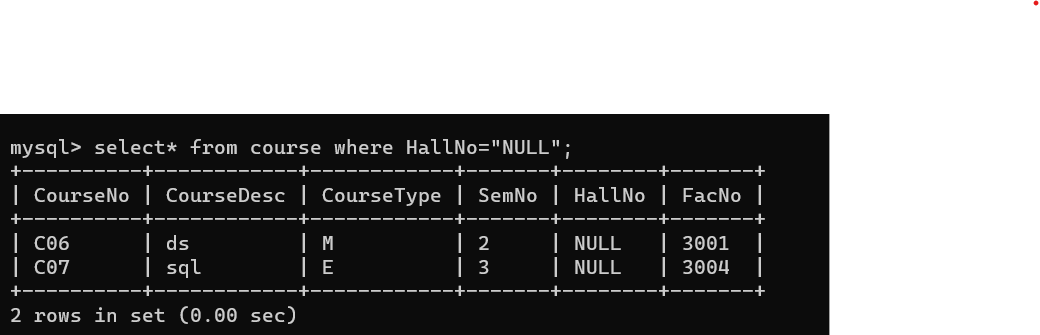 mysql> select* from course where HallNo="NULL";
+----------+------------+------------+-------+--------+-------+
| CourseNo | CourseDesc | CourseType | SemNo | HallNo | FacNo |
+----------+------------+------------+-------+--------+-------+
| C06      | ds         | M          | 2     | NULL   | 3001  |
| C07      | sql        | E          | 3     | NULL   | 3004  |
+----------+------------+------------+-------+--------+-------+
2 rows in set (0.00 sec)